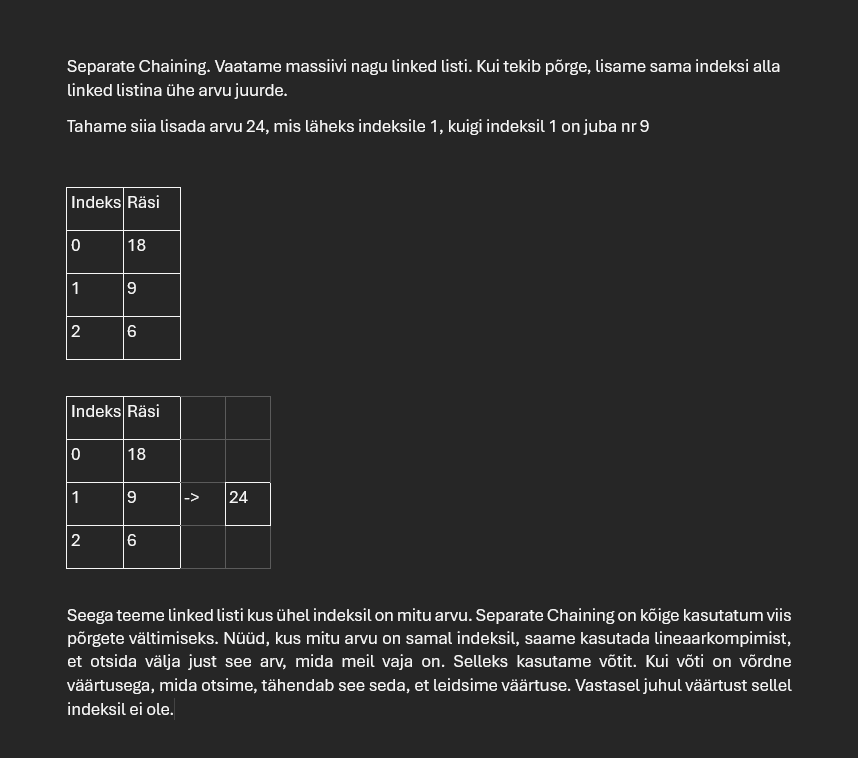 Separate Chaining. Vaatame massiivi nagu linked listi. Kui tekib põrge, lisame sama indeksi alla
linked listina ühe arvu juurde.
Tahame siia lisada arvu 24, mis läheks indeksile 1, kuigi indeksil 1 on juba nr 9
Indeks Räsi
0 18
1 9
2 6
Indeks Räsi
0 18
1 9 -> 24
2 6
Seega teeme linked listi kus ühel indeksil on mitu arvu. Separate Chaining on kõige kasutatum viis
põrgete vältimiseks. Nüüd, kus mitu arvu on samal indeksil, saame kasutada lineaarkompimist,
et otsida välja just see arv, mida meil vaja on. Selleks kasutame võtit. Kui võti on võrdne
väärtusega, mida otsime, tähendab see seda, et leidsime väärtuse. Vastasel juhul väärtust sellel
indeksil ei ole.